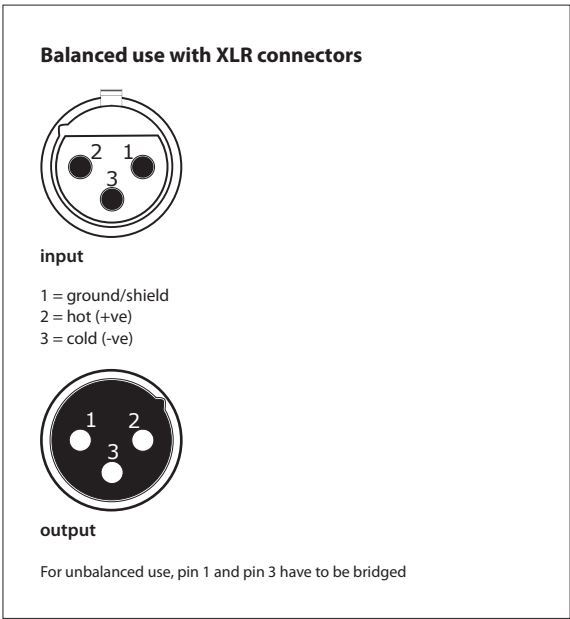 Balanced use with XLR connectors
2 1
3
input
1 = ground/shield
2 = hot (+ve)
3 = cold (-ve)
1 2
3
output
For unbalanced use, pin 1 and pin 3 have to be bridged